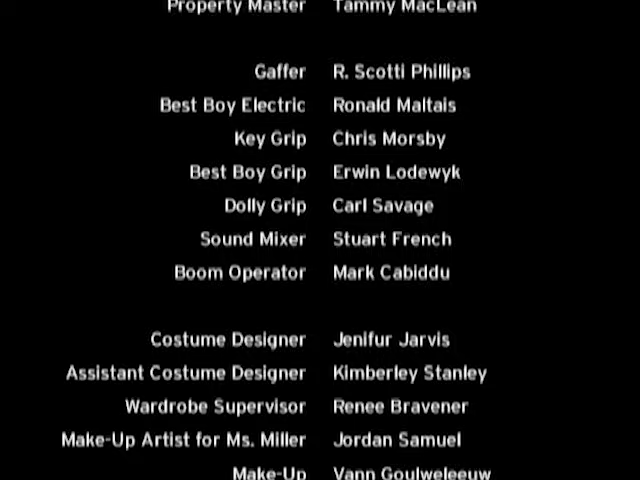 Property Master Tammy MacLean
Gaffer R. Scotti Phillips
Best Boy Electric Ronald Maltais
Key Grip Chris Morsby
Best Boy Grip Erwin Lodewyk
Dolly Grip Carl Savage
Sound Mixer Stuart French
Boom Operator Mark Cabiddu
Costume Designer Jenifur Jarvis
Assistant Costume Designer Kimberley Stanley
Wardrobe Supervisor Renee Bravener
Make-Up Artist for Ms. Miller Jordan Samuel
Make-Up Vann Goulweleeuw